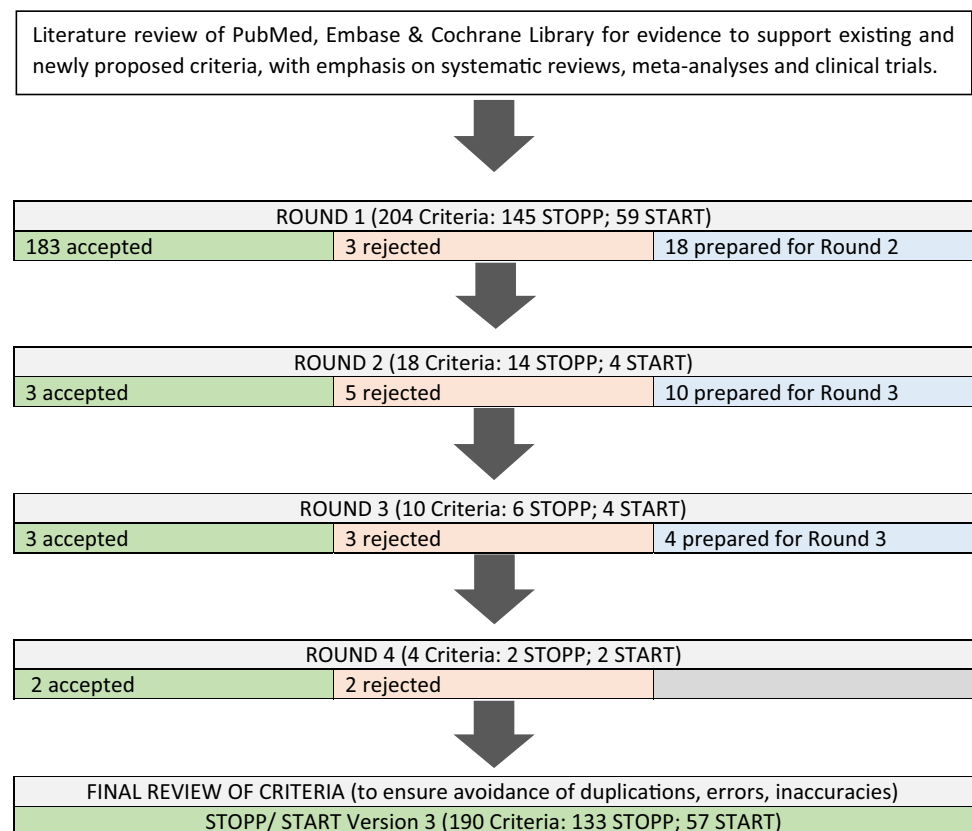 Literature review of PubMed, Embase & Cochrane Library for evidence to support existing and
newly proposed criteria, with emphasis on systematic reviews, meta-analyses and clinical trials.
ROUND 1 (204 Criteria: 145 STOPP; 59 START)
183 accepted
3 rejected
18 prepared for Round 2
ROUND 2 (18 Criteria: 14 STOPP; 4 START)
3 accepted
5 rejected
10 prepared for Round 3
ROUND 3 (10 Criteria: 6 STOPP; 4 START)
3 accepted
3 rejected
4 prepared for Round 3
ROUND 4 (4 Criteria: 2 STOPP; 2 START)
2 accepted
2 rejected
FINAL REVIEW OF CRITERIA (to ensure avoidance of duplications, errors, inaccuracies)
STOPP/ START Version 3 (190 Criteria: 133 STOPP; 57 START)